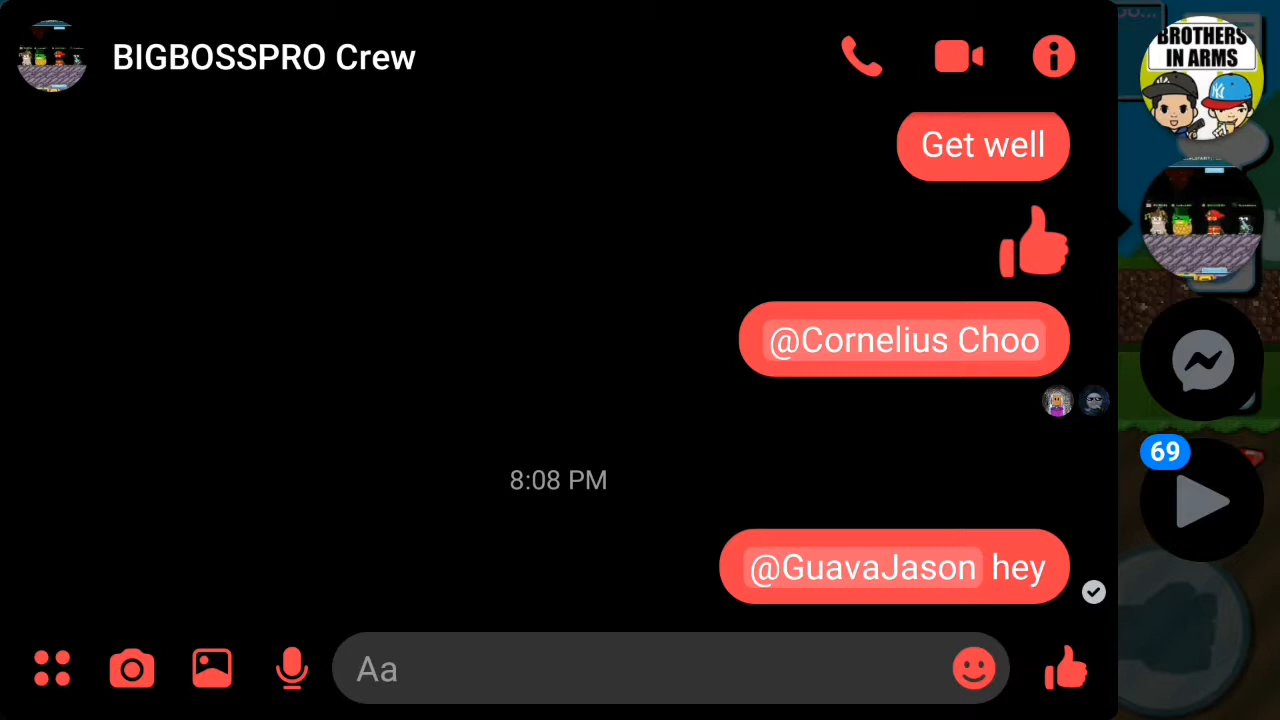 BIGBOSSPRO Crew
BROTHERS
IN ARMS
Get well
@Cornelius Choo
8:08 PM
69
@GuavaJason hey
Aa